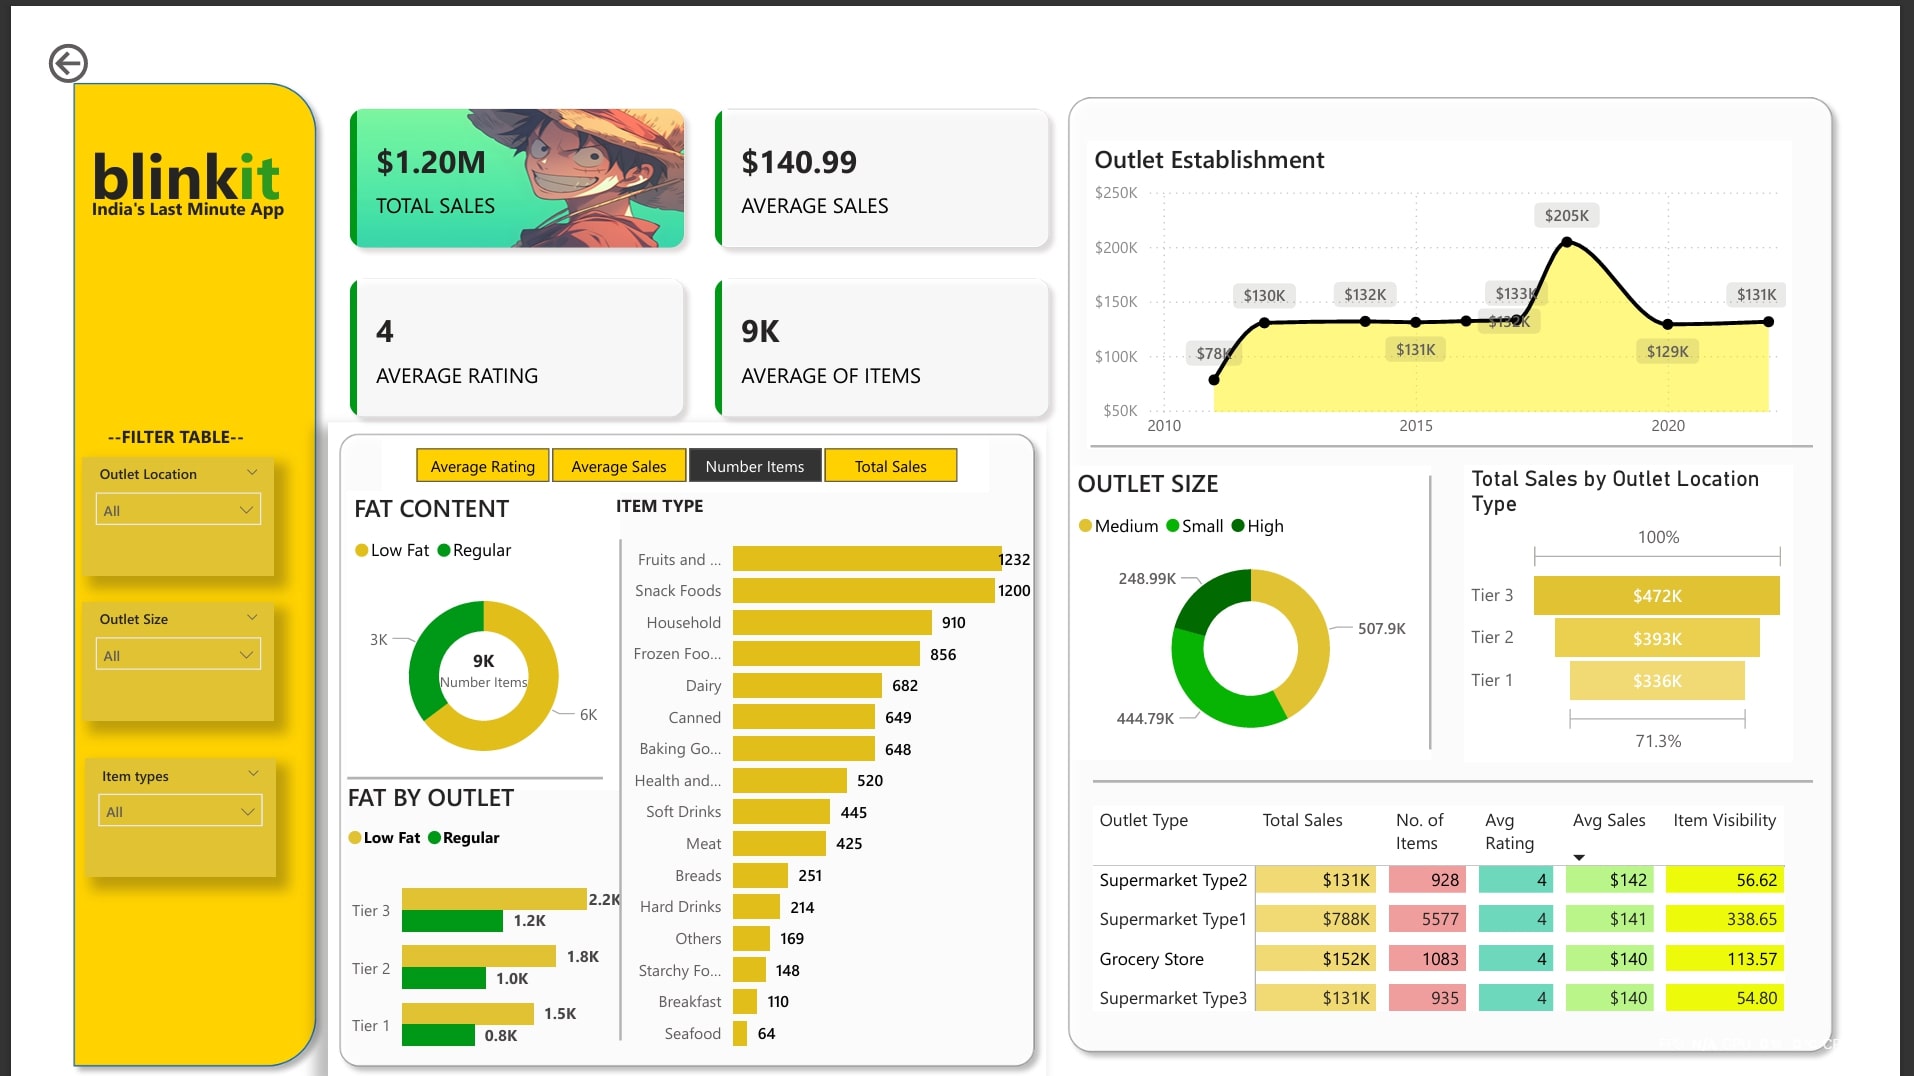 blinkit
India's Last Minute App
--FILTER TABLE--
Outlet Location
All
Outlet Size
All
Item types
All
$1.20M
TOTAL SALES
$140.99
AVERAGE SALES
4
AVERAGE RATING
9K
AVERAGE OF ITEMS
Average Rating
Average Sales
Number Items
Total Sales
FAT CONTENT
Low Fat
Regular
3K
9K
Number Items
6K
FAT BY OUTLET
Low Fat
Regular
Tier 3
2.2K
1.2K
Tier 2
1.8K
1.0K
Tier 1
1.5K
0.8K
ITEM TYPE
Fruits and ... 1232
Snack Foods 1200
Household 910
Frozen Foo... 856
Dairy 682
Canned 649
Baking Go... 648
Health and... 520
Soft Drinks 445
Meat 425
Breads 251
Hard Drinks 214
Others 169
Starchy Fo... 148
Breakfast 110
Seafood 64
Outlet Establishment
$250K
$200K
$150K
$100K
$50K
2010
2015
2020
$78K
$130K
$132K
$131K
$132K
$133K
$205K
$129K
$131K
OUTLET SIZE
Medium
Small
High
248.99K
507.9K
444.79K
Total Sales by Outlet Location
Type
100%
Tier 3 $472K
Tier 2 $393K
Tier 1 $336K
71.3%
Outlet Type Total Sales No. of Items Avg Rating Avg Sales Item Visibility
Supermarket Type2 $131K 928 4 $142 56.62
Supermarket Type1 $788K 5577 4 $141 338.65
Grocery Store $152K 1083 4 $140 113.57
Supermarket Type3 $131K 935 4 $140 54.80